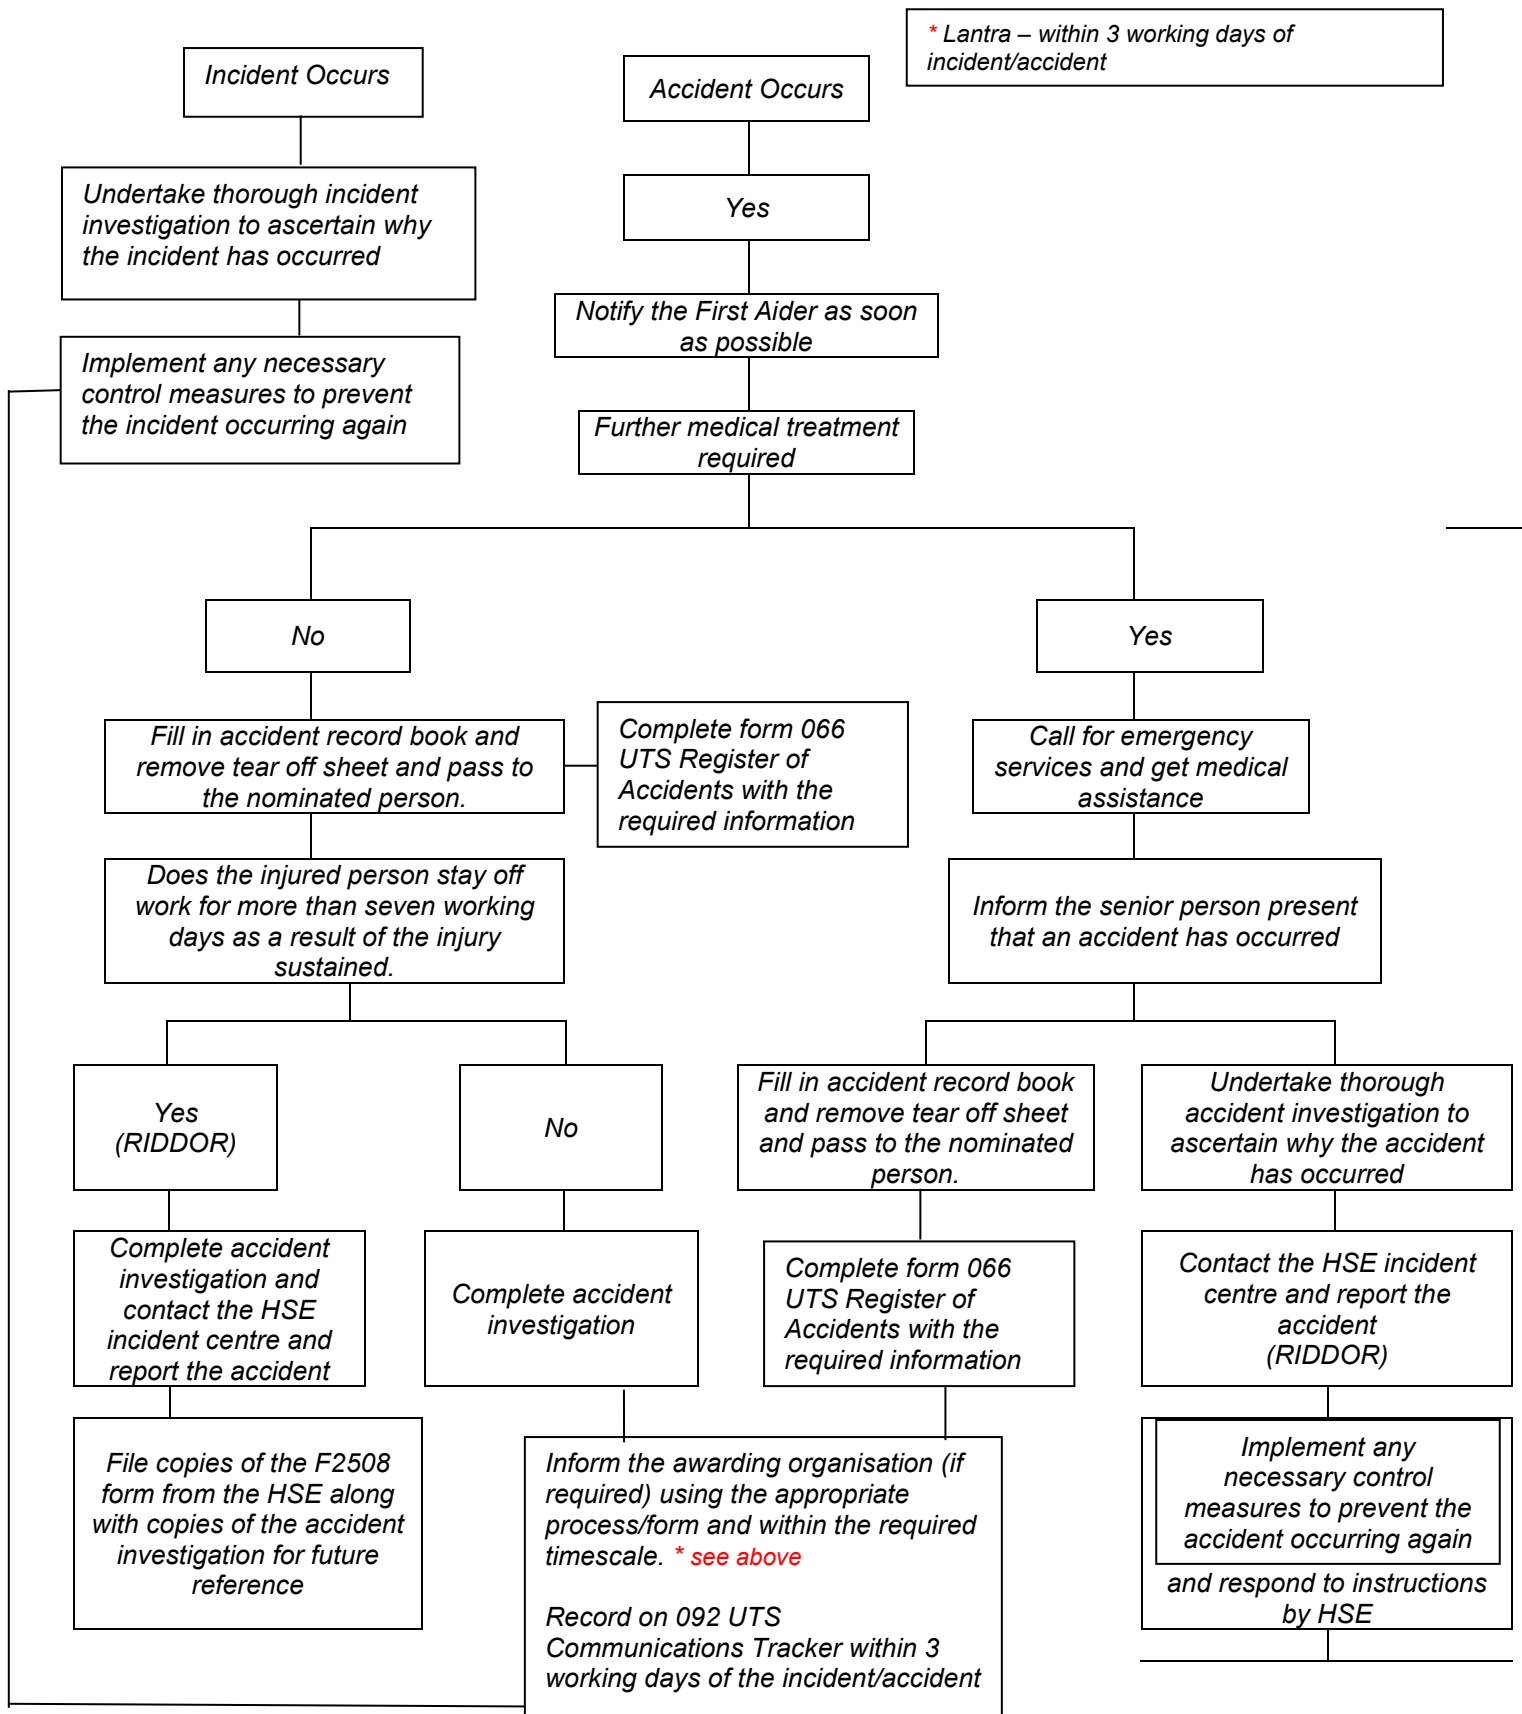 * Lantra – within 3 working days of
incident/accident
Incident Occurs
Accident Occurs
Undertake thorough incident
investigation to ascertain why
the incident has occurred
Yes
Notify the First Aider as soon
as possible
Implement any necessary
control measures to prevent
the incident occurring again
Further medical treatment
required
No
Yes
Fill in accident record book and
remove tear off sheet and pass to
the nominated person.
Complete form 066
UTS Register of
Accidents with the
required information
Call for emergency
services and get medical
assistance
Does the injured person stay off
work for more than seven working
days as a result of the injury
sustained.
Inform the senior person present
that an accident has occurred
Yes
(RIDDOR)
No
Fill in accident record book
and remove tear off sheet
and pass to the nominated
person.
Undertake thorough
accident investigation to
ascertain why the accident
has occurred
Complete accident
investigation and
contact the HSE
incident centre and
report the accident
Complete accident
investigation
Complete form 066
UTS Register of
Accidents with the
required information
Contact the HSE incident
centre and report the
accident
(RIDDOR)
File copies of the F2508
form from the HSE along
with copies of the accident
investigation for future
reference
Inform the awarding organisation (if
required) using the appropriate
process/form and within the required
timescale. * see above
Record on 092 UTS
Communications Tracker within 3
working days of the incident/accident
Implement any
necessary control
measures to prevent the
accident occurring again
and respond to instructions
by HSE